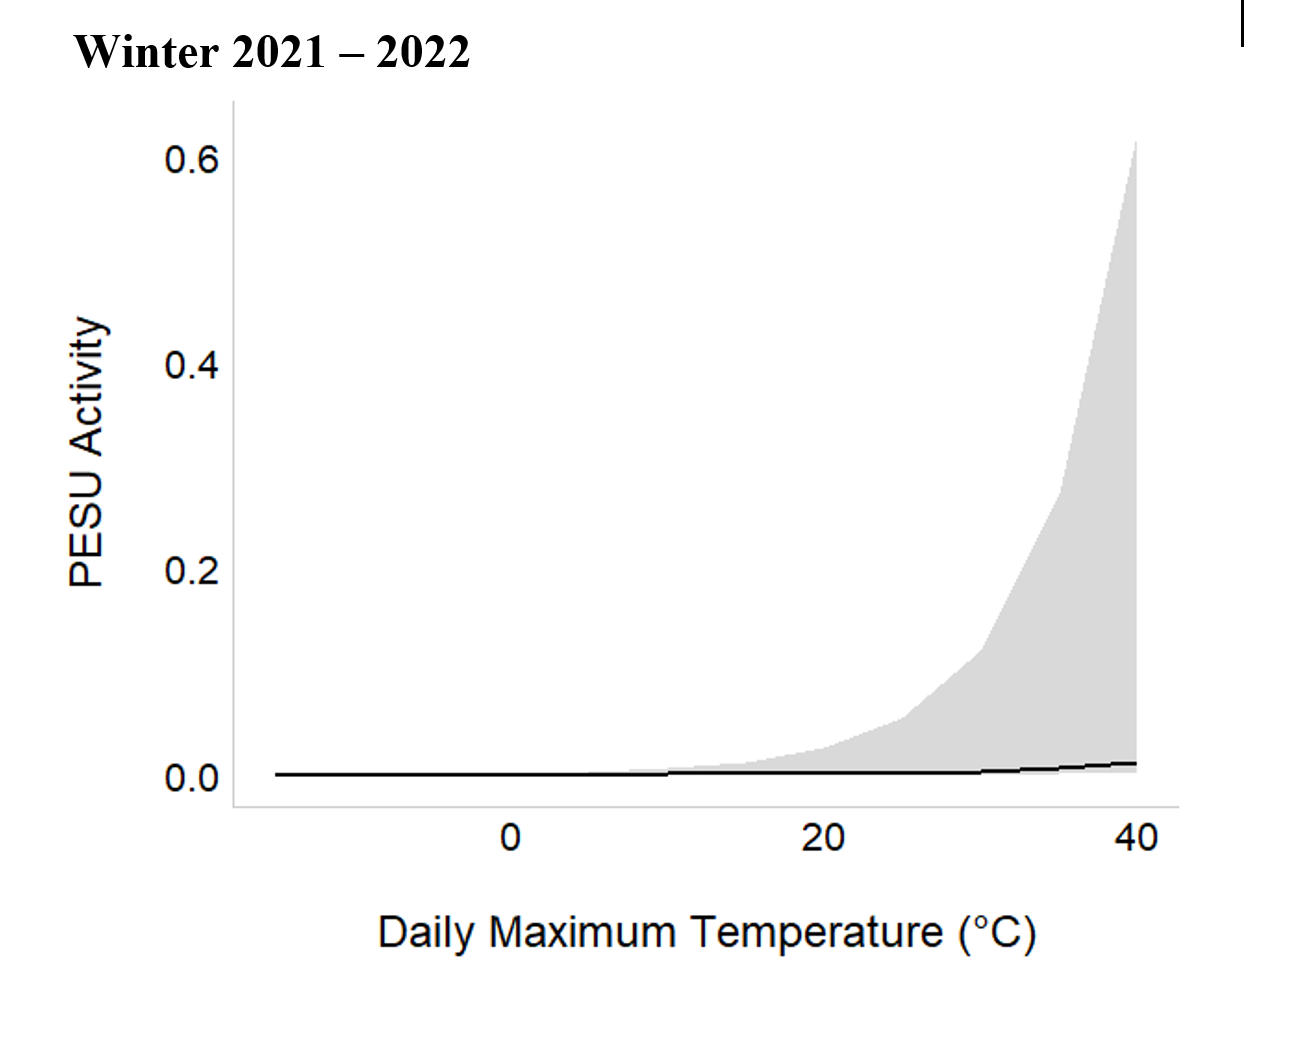 Winter 2021 – 2022
0.6
0.4
0.2
0.0
PESU Activity
0 20 40
Daily Maximum Temperature (°C)